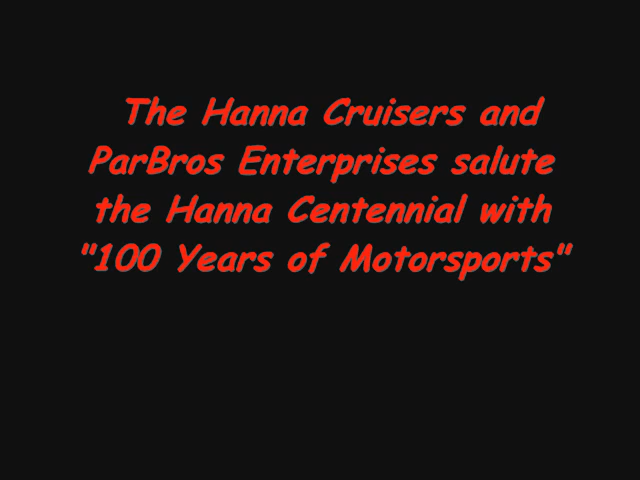 The Hanna Cruisers and
ParBros Enterprises salute
the Hanna Centennial with
"100 Years of Motorsports"